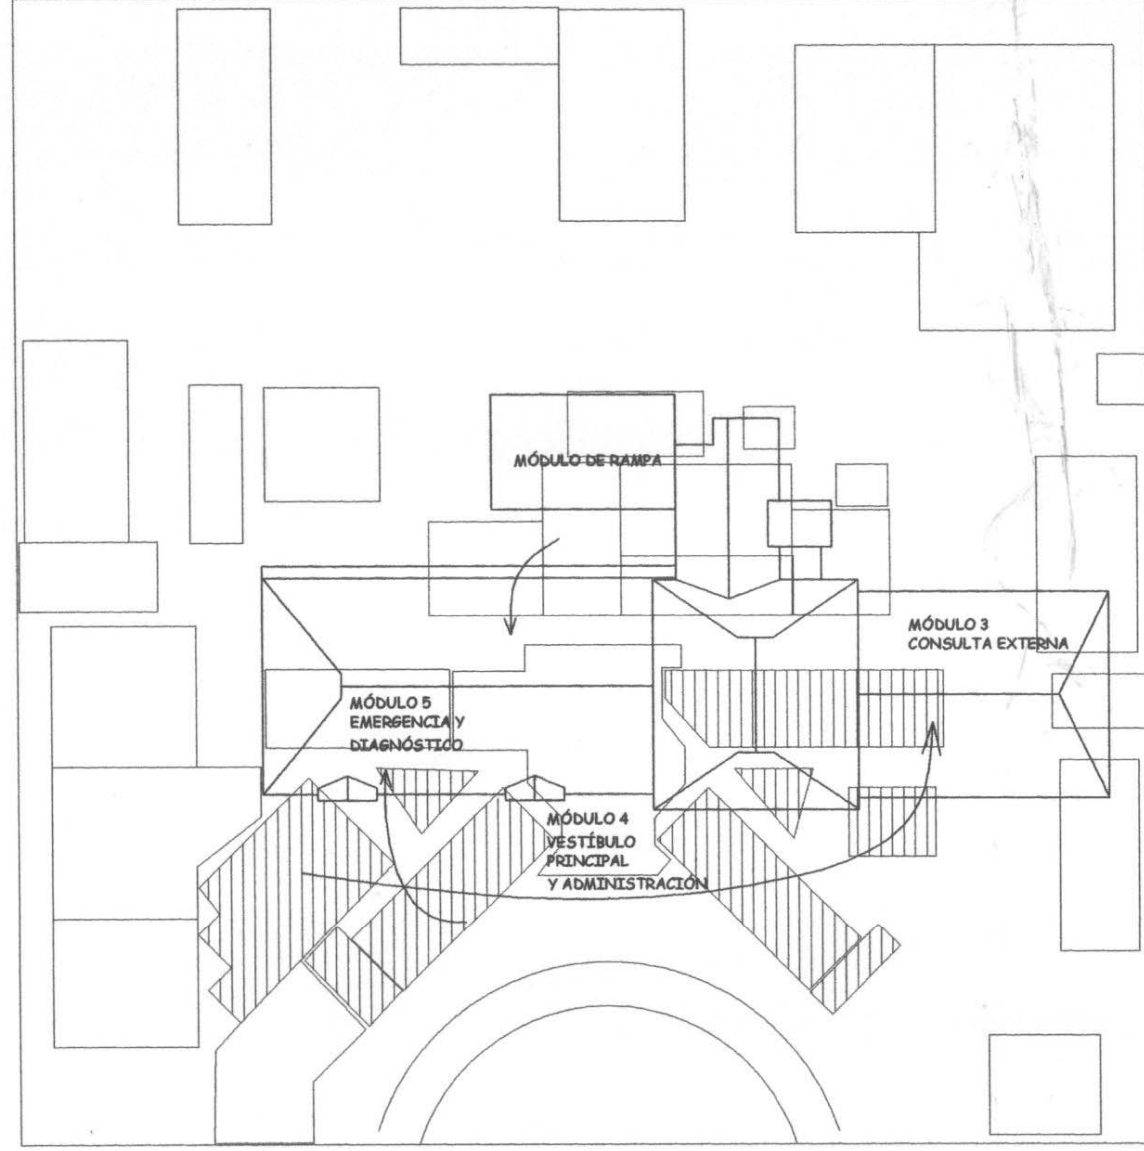 MÓDULO DE RAMPA
MÓDULO 3
CONSULTA EXTERNA
MÓDULO 5
EMERGENCIA Y
DIAGNÓSTICO
MÓDULO 4
VESTÍBULO
PRINCIPAL
Y ADMINISTRACIÓN